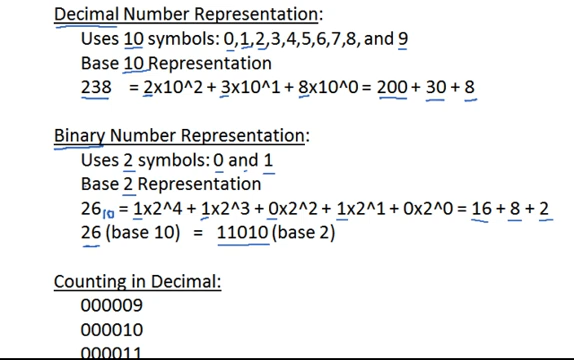 Decimal Number Representation:
Uses 10 symbols: 0,1,2,3,4,5,6,7,8, and 9
Base 10 Representation
238 = 2x10^2 + 3x10^1 + 8x10^0 = 200 + 30 + 8
Binary Number Representation:
Uses 2 symbols: 0 and 1
Base 2 Representation
26₁₀ = 1x2^4 + 1x2^3 + 0x2^2 + 1x2^1 + 0x2^0 = 16 + 8 + 2
26 (base 10) = 11010 (base 2)
Counting in Decimal:
000009
000010
000011